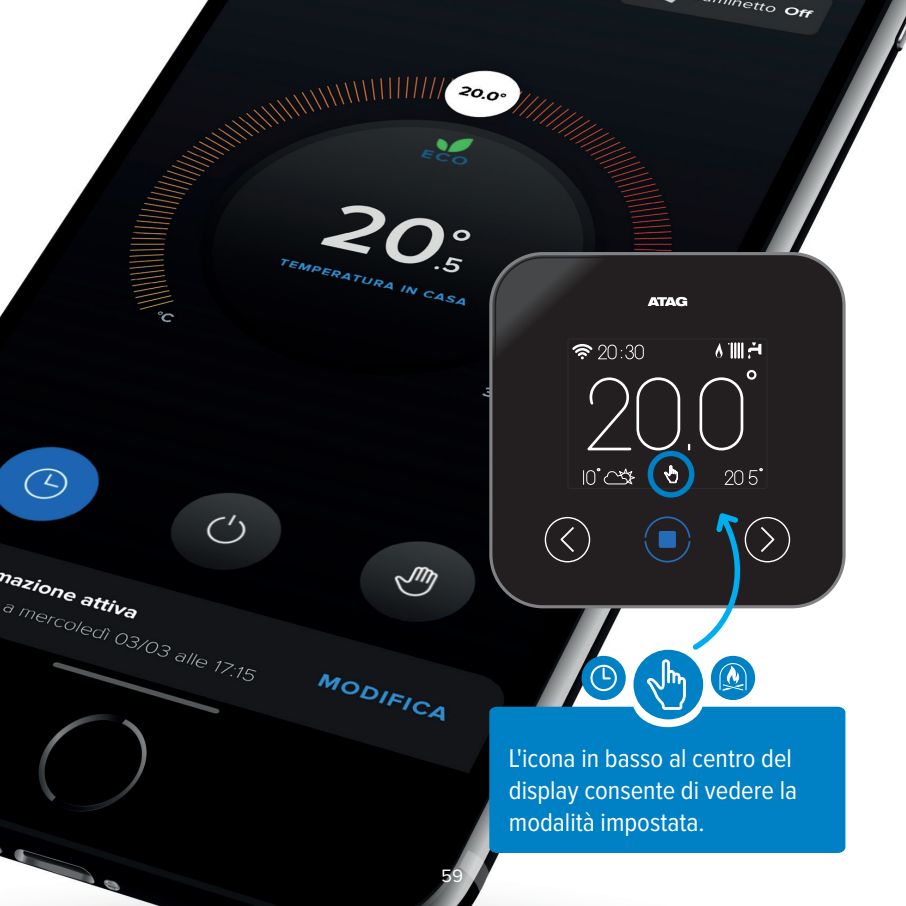 Off
20.0°
ECO
20°.5
TEMPERATURA IN CASA
°C
ATAG
20:30
20.0°
10°
20 5°
mazione attiva
a mercoledì 03/03 alle 17:15
MODIFICA
L'icona in basso al centro del
display consente di vedere la
modalità impostata.
59